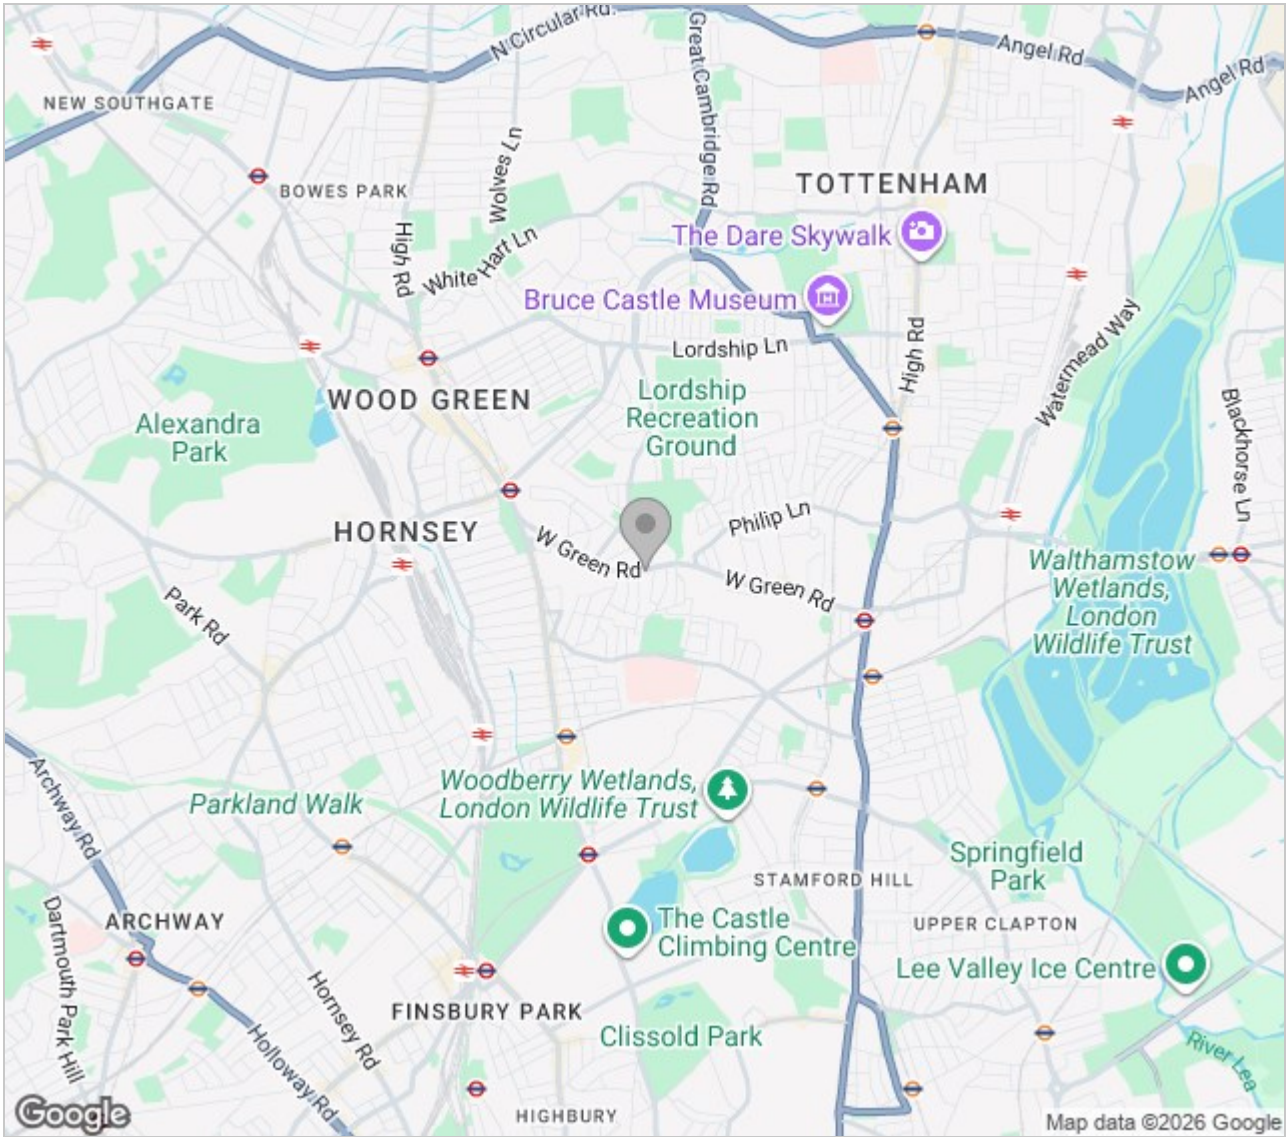 N Circular Rd.
Great Cambridge Rd
Angel Rd
Angel Rd
NEW SOUTHGATE
Wolves Ln
BOWES PARK
TOTTENHAM
High Rd
White Hart Ln
The Dare Skywalk
Bruce Castle Museum
Lordship Ln
High Rd
Watermead Way
WOOD GREEN
Lordship
Recreation
Ground
Blackhorse Ln
Alexandra
Park
HORNSEY
Philip Ln
W Green Rd
W Green Rd
Walthamstow
Wetlands,
London
Wildlife Trust
Park Rd
Archway Rd
Parkland Walk
Woodberry Wetlands,
London Wildlife Trust
Springfield
Park
STAMFORD HILL
ARCHWAY
Dartmouth Park Hill
The Castle
Climbing Centre
UPPER CLAPTON
Lee Valley Ice Centre
Hornsey Rd
FINSBURY PARK
Clissold Park
Holloway Rd
River Lea
HIGHBURY
Google
Map data ©2026 Google